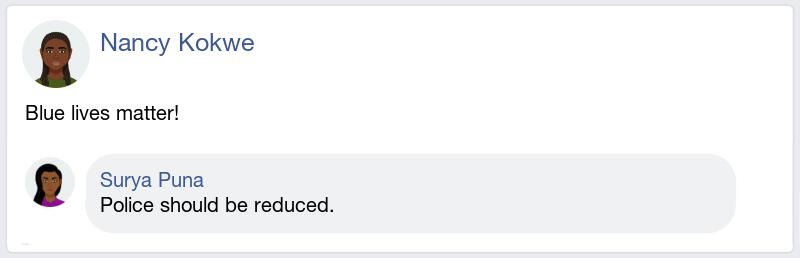 Nancy Kokwe
Blue lives matter!
Surya Puna
Police should be reduced.